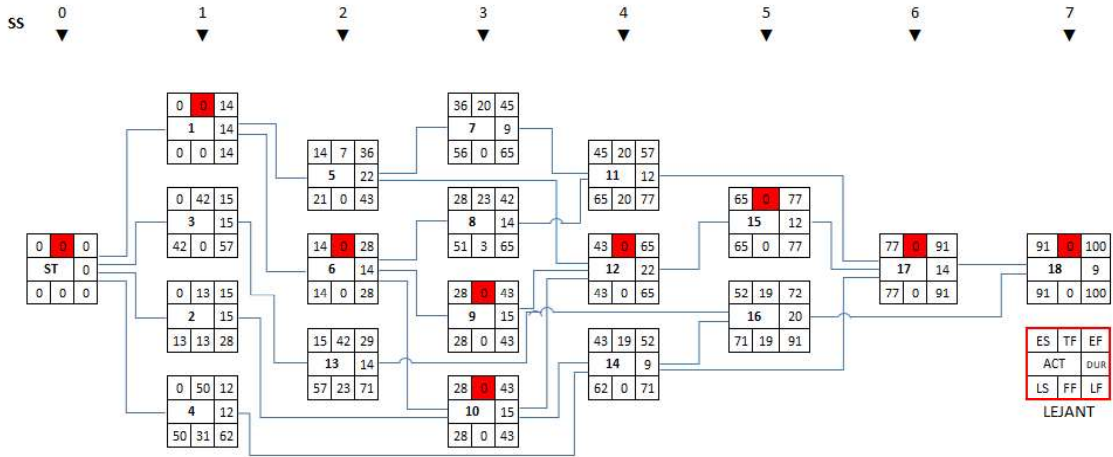 SS 0 1 2 3 4 5 6 7
0 0 14
1 14
0 0 14
36 20 45
7 9
56 0 65
14 7 36
5 22
21 0 43
45 20 57
11 12
65 20 77
0 42 15
3 15
42 0 57
28 23 42
8 14
51 3 65
65 0 77
15 12
65 0 77
0 0 0
ST 0
0 0 0
14 0 28
6 14
14 0 28
43 0 65
12 22
43 0 65
77 0 91
17 14
77 0 91
91 0 100
18 9
91 0 100
0 13 15
2 15
13 13 28
28 0 43
9 15
28 0 43
52 19 72
16 20
71 19 91
15 42 29
13 14
57 23 71
43 19 52
14 9
62 0 71
ES TF EF
ACT DUR
LS FF LF
LEJANT
0 50 12
4 12
50 31 62
28 0 43
10 15
28 0 43